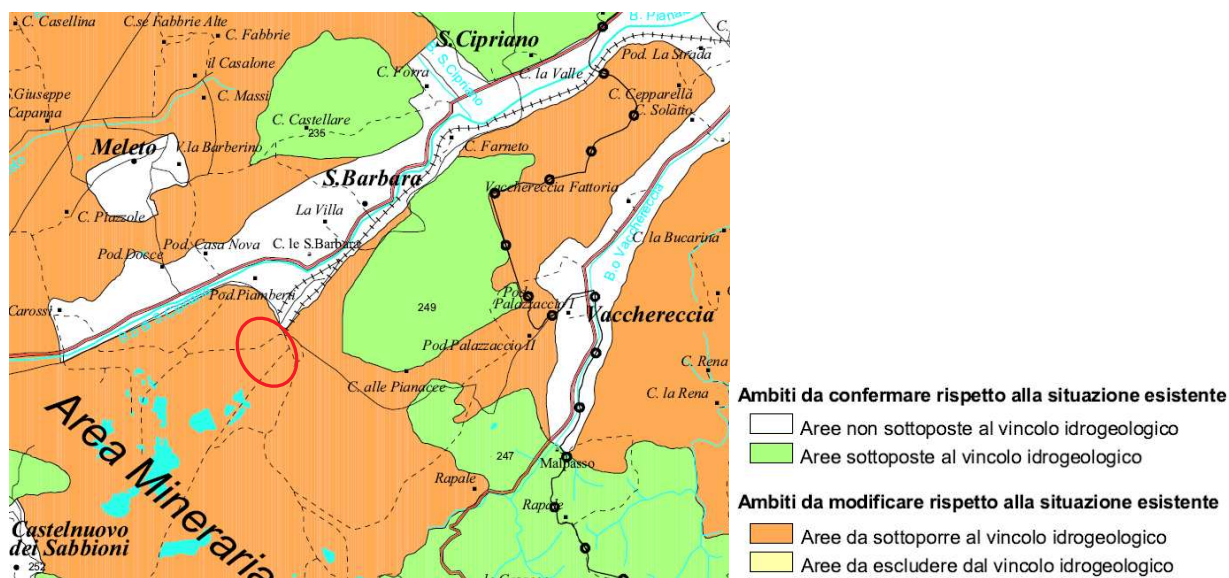 C. Casellina
C.se Fabbrie Alte
C. Fabbrie
il Casalone
S.Giuseppe
Capanna
C. Massi
C. Castellare
236
Meleto
V.la Barberino
C. Piazzole
S.Cipriano
C. Forra
B. S.Cipriano
C. la Valle
Pod. La Strada
C. Cepparella
C. Solatio
C. Farneto
S.Barbara
La Villa
Vacchereccia Fattoria
C. le S.Barbara
Pod. Casa Nova
Pod.Docce
Pod.Piamberti
Carossi
249
B.o Vacchereccia
C. la Bucarina
Pod.
Palazzaccio I
Vacchereccia
Pod.Palazzaccio II
C. alle Pianacee
C. Rena
C. la Rena
Area Mineraria
247
Malpasso
Rapale
Rapale
Castelnuovo
dei Sabbioni
252
Ambiti da confermare rispetto alla situazione esistente
Aree non sottoposte al vincolo idrogeologico
Aree sottoposte al vincolo idrogeologico
Ambiti da modificare rispetto alla situazione esistente
Aree da sottoporre al vincolo idrogeologico
Aree da escludere dal vincolo idrogeologico